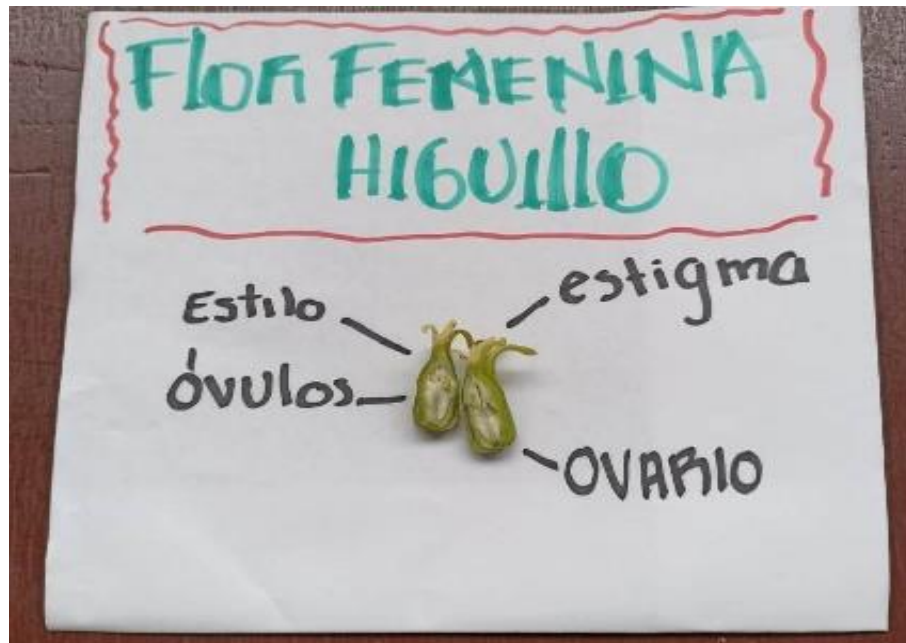 FloR FEMENINA
HIGUIllO
Estilo
estigma
óvulos
OVARIO